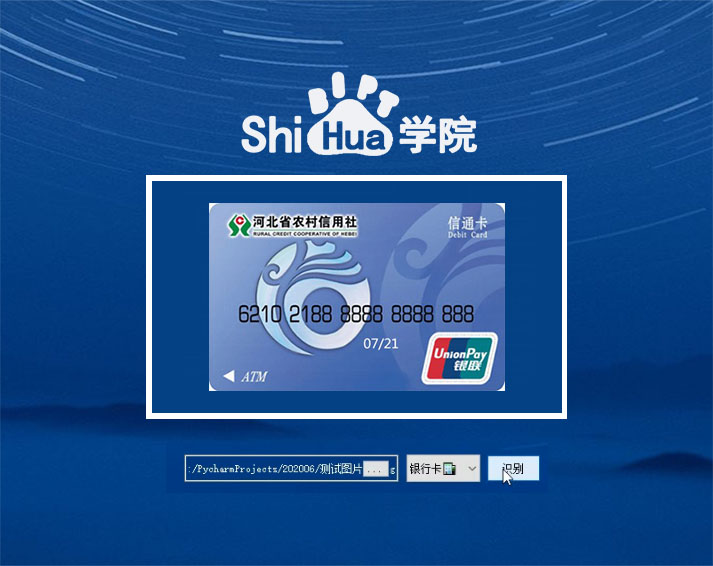 BIPT
ShiHua学院
河北省农村信用社
RURAL CREDIT COOPERATIVE OF HEBEI
信通卡
Debit Card
6210 2188 8888 8888 888
07/21
UnionPay
银联
ATM
:/PycharmProjects/202006/测试图片 ... g
银行卡
识别